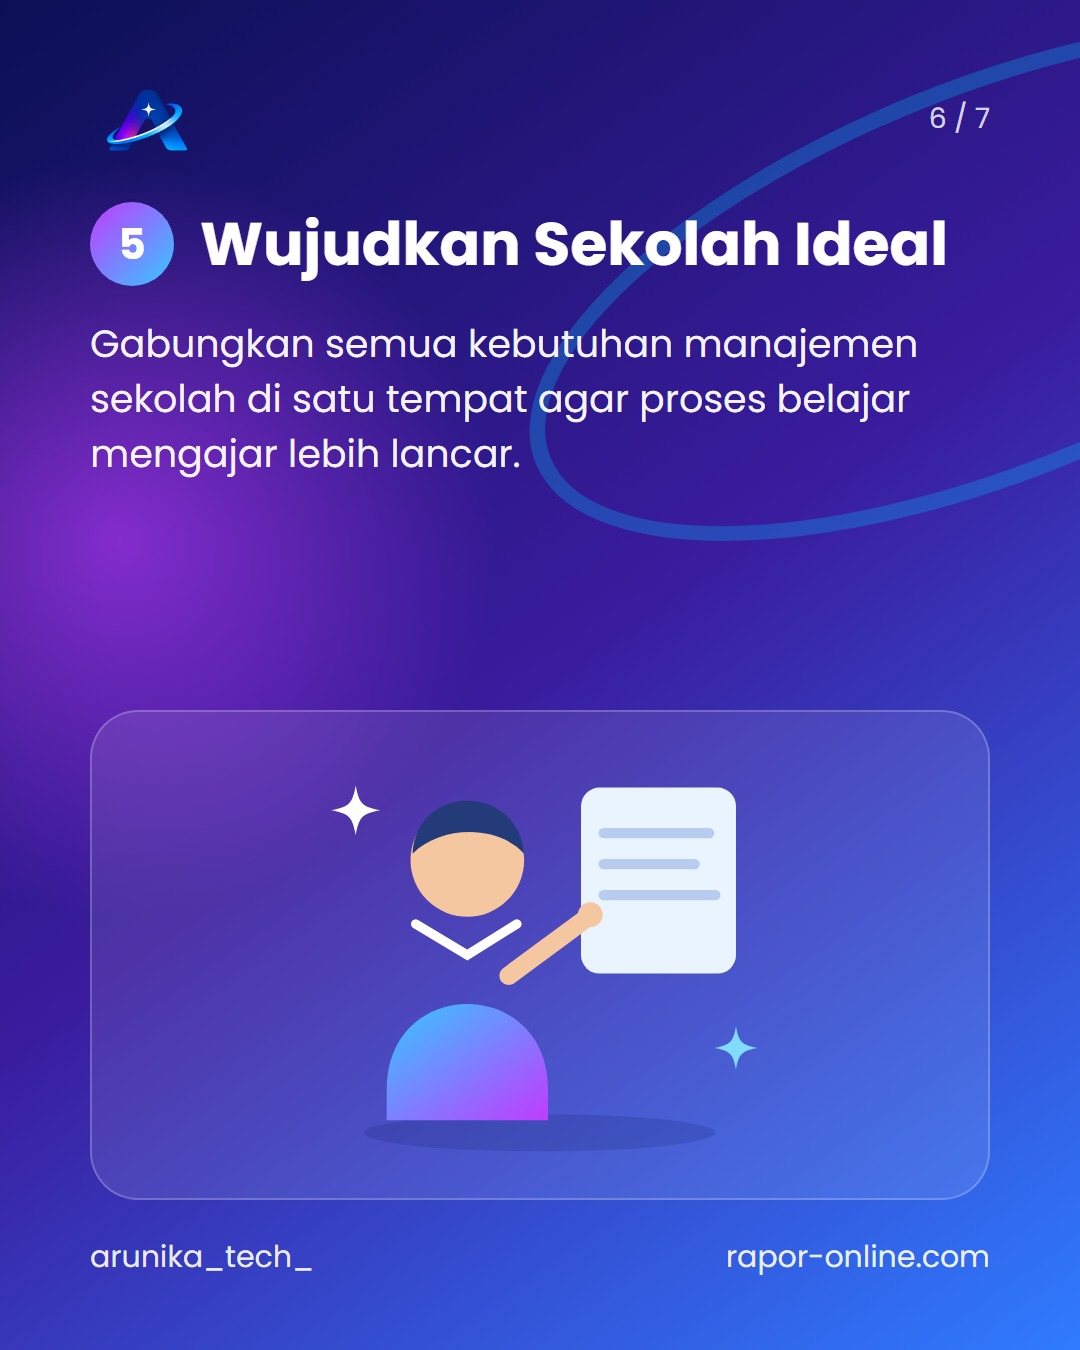 6 / 7
5 Wujudkan Sekolah Ideal
Gabungkan semua kebutuhan manajemen
sekolah di satu tempat agar proses belajar
mengajar lebih lancar.
arunika_tech_
rapor-online.com